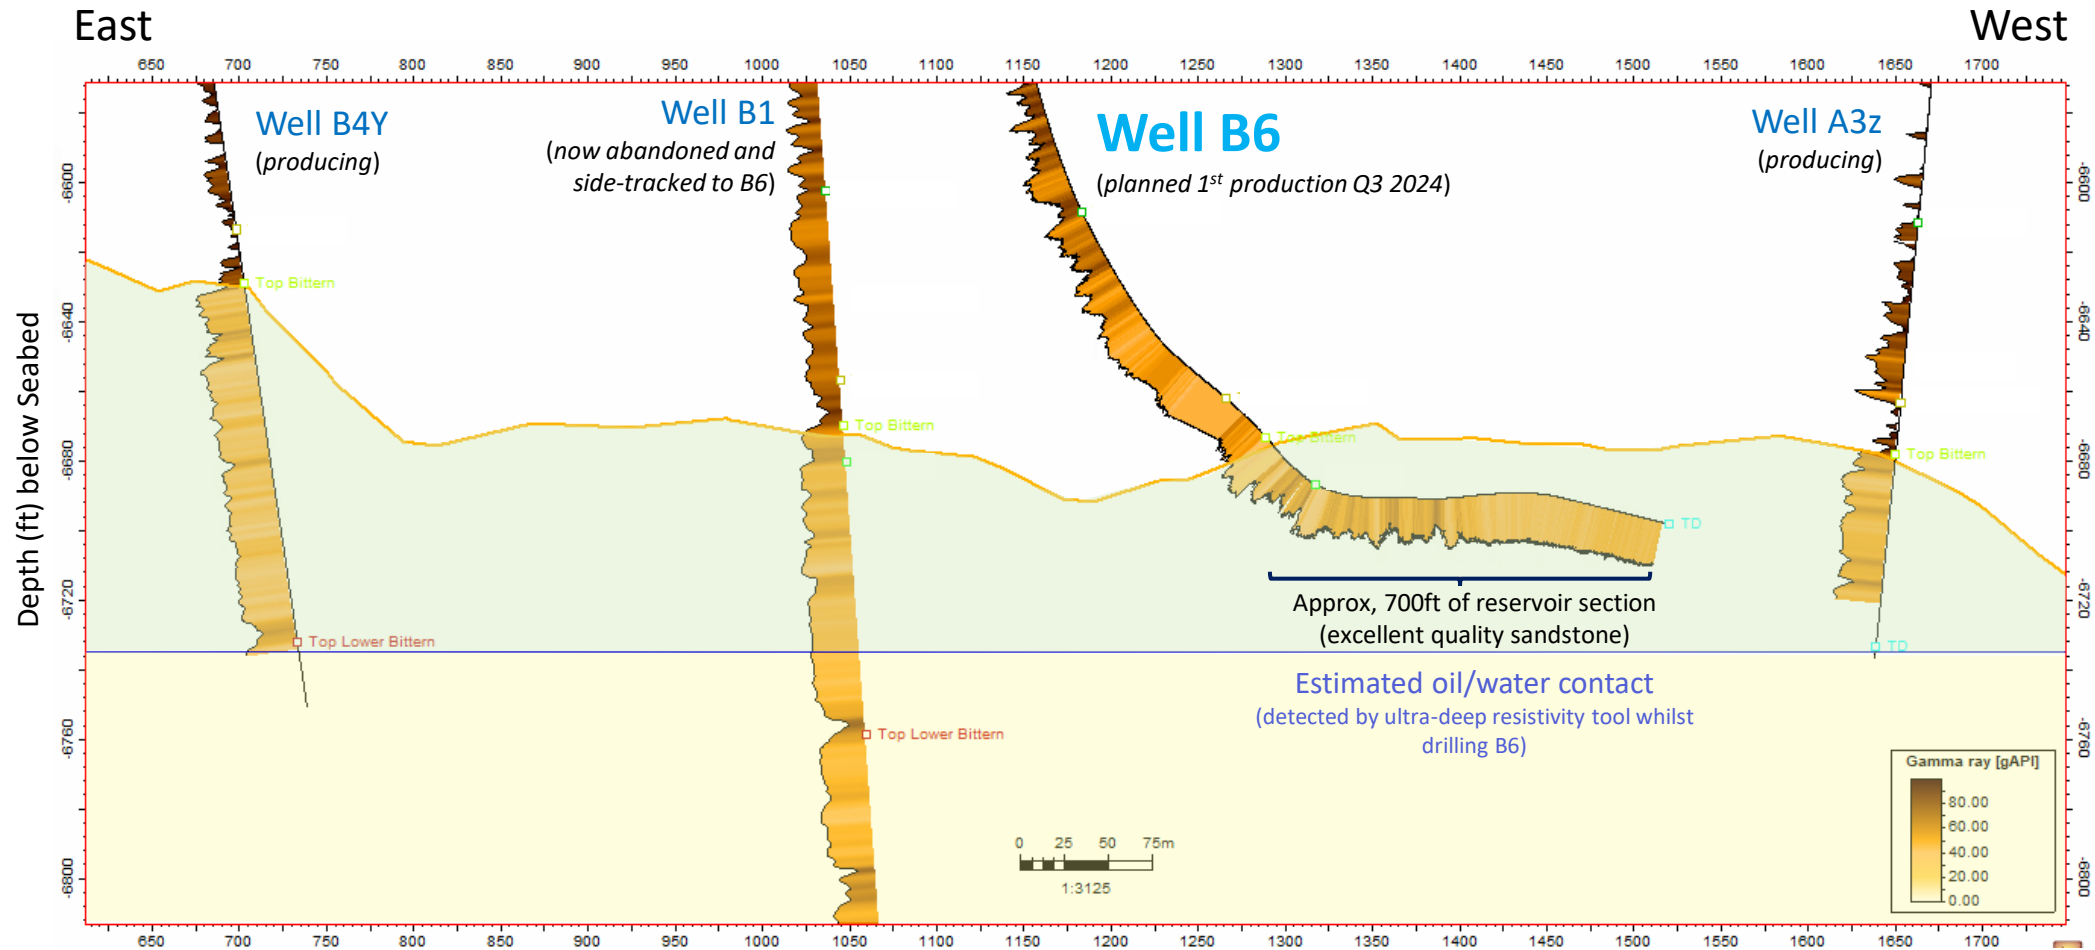 East
West
650 700 750 800 850 900 950 1000 1050 1100 1150 1200 1250 1300 1350 1400 1450 1500 1550 1600 1650 1700
Well B4Y
(producing)
Well B1
(now abandoned and
side-tracked to B6)
Well B6
(planned 1st production Q3 2024)
Well A3z
(producing)
Depth (ft) below Seabed
-6600
-6640
-6680
-6720
-6760
-6800
-6600
-6640
-6680
-6720
-6760
-6800
Top Bittern
Top Bittern
Top Bittern
Top Bittern
TD
Approx, 700ft of reservoir section
(excellent quality sandstone)
Top Lower Bittern
TD
Estimated oil/water contact
(detected by ultra-deep resistivity tool whilst
drilling B6)
Top Lower Bittern
Gamma ray [gAPI]
80.00
60.00
40.00
20.00
0.00
0 25 50 75m
1:3125
650 700 750 800 850 900 950 1000 1050 1100 1150 1200 1250 1300 1350 1400 1450 1500 1550 1600 1650 1700